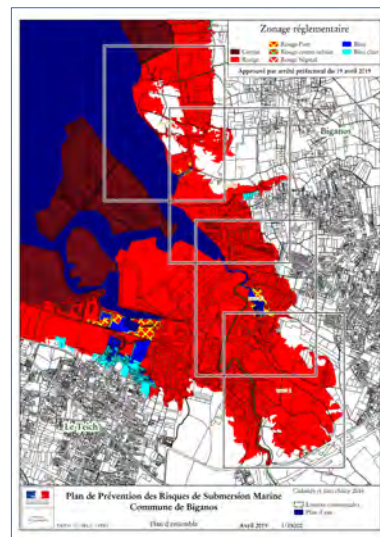 Zonage réglementaire
Grenat
Rouge
Rouge Port
Rouge centre urbain
Rouge Végétal
Bleu
Bleu clair
Approuvé par arrêté préfectoral du 19 avril 2019
Biganos
Le Teich
Plan de Prévention des Risques de Submersion Marine
Commune de Biganos
Plan d'ensemble
Avril 2019
Limites communales
Plan d'eau